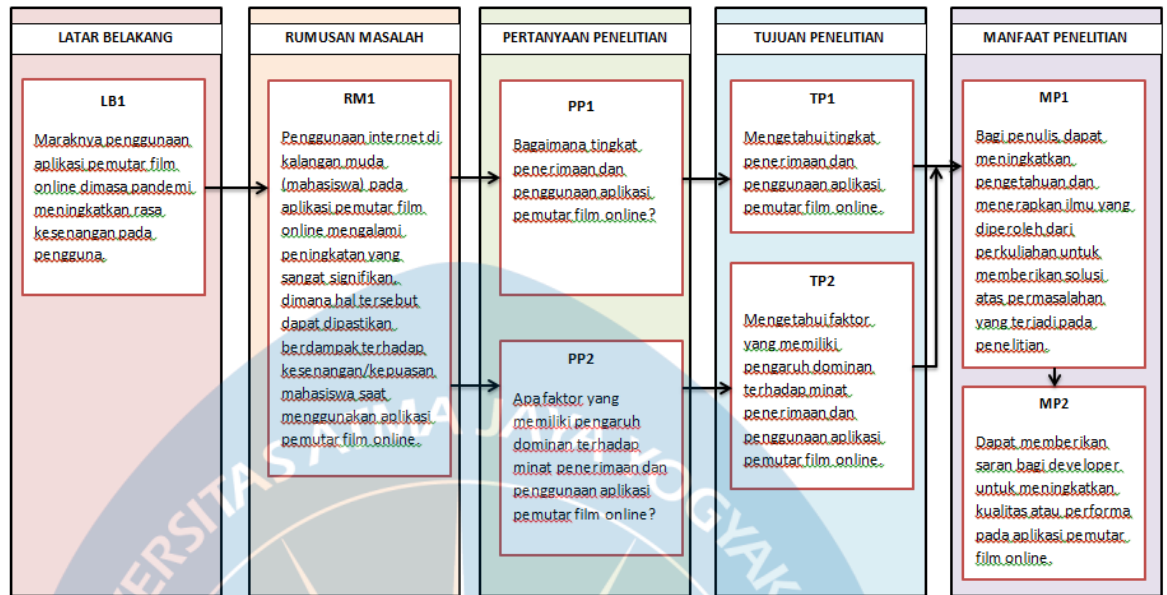 LATAR BELAKANG
LB1
Maraknya penggunaan
aplikasi pemutar film
online dimasa pandemi
meningkatkan rasa
kesenangan pada
pengguna.
RUMUSAN MASALAH
RM1
Penggunaan internet di
kalangan muda
(mahasiswa) pada
aplikasi pemutar film
online mengalami
peningkatan yang
sangat signifikan,
dimana hal tersebut
dapat dipastikan
berdampak terhadap
kesenangan/kepuasan
mahasiswa saat
menggunakan aplikasi
pemutar film online.
PERTANYAAN PENELITIAN
PP1
Bagaimana tingkat
penerimaan dan
penggunaan aplikasi
pemutar film online?
PP2
Apa faktor yang
memiliki pengaruh
dominan terhadap
minat penerimaan dan
penggunaan aplikasi
pemutar film online?
TUJUAN PENELITIAN
TP1
Mengetahui tingkat
penerimaan dan
penggunaan aplikasi
pemutar film online.
TP2
Mengetahui faktor
yang memiliki
pengaruh dominan
terhadap minat
penerimaan dan
penggunaan aplikasi
pemutar film online.
MANFAAT PENELITIAN
MP1
Bagi penulis, dapat
meningkatkan
pengetahuan dan
menerapkan ilmu yang
diperoleh dari
perkuliahan untuk
memberikan solusi
atas permasalahan
yang terjadi pada
penelitian.
MP2
Dapat memberikan
saran bagi developer
untuk meningkatkan
kualitas atau performa
pada aplikasi pemutar
film online.
VERSITAS ATMA JAYA YOGYAK